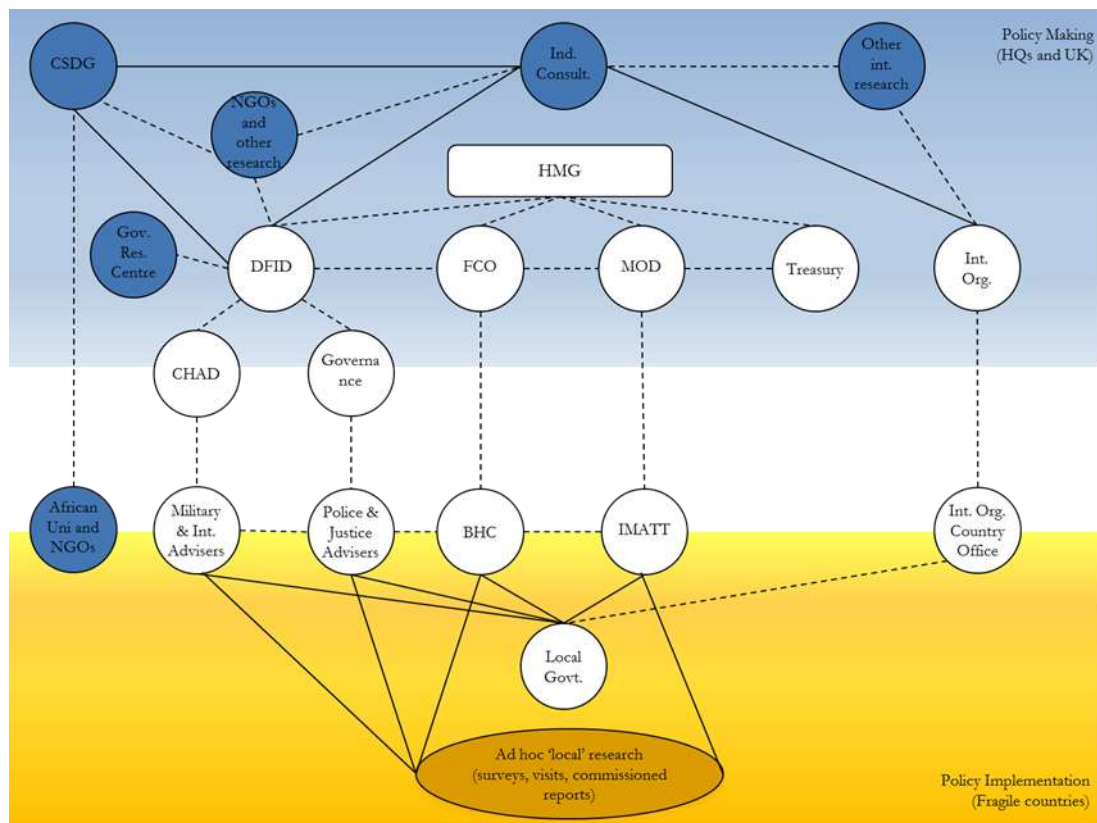 Policy Making
(HQs and UK)
CSDG
Ind.
Consult.
Other
int.
research
NGOs
and
other
research
HMG
Gov.
Res.
Centre
DFID
FCO
MOD
Treasury
Int.
Org.
CHAD
Governa
nce
African
Uni and
NGOs
Military
& Int.
Advisers
Police &
Justice
Advisers
BHC
IMATT
Int. Org.
Country
Office
Local
Govt.
Ad hoc ‘local’ research
(surveys, visits, commissioned
reports)
Policy Implementation
(Fragile countries)